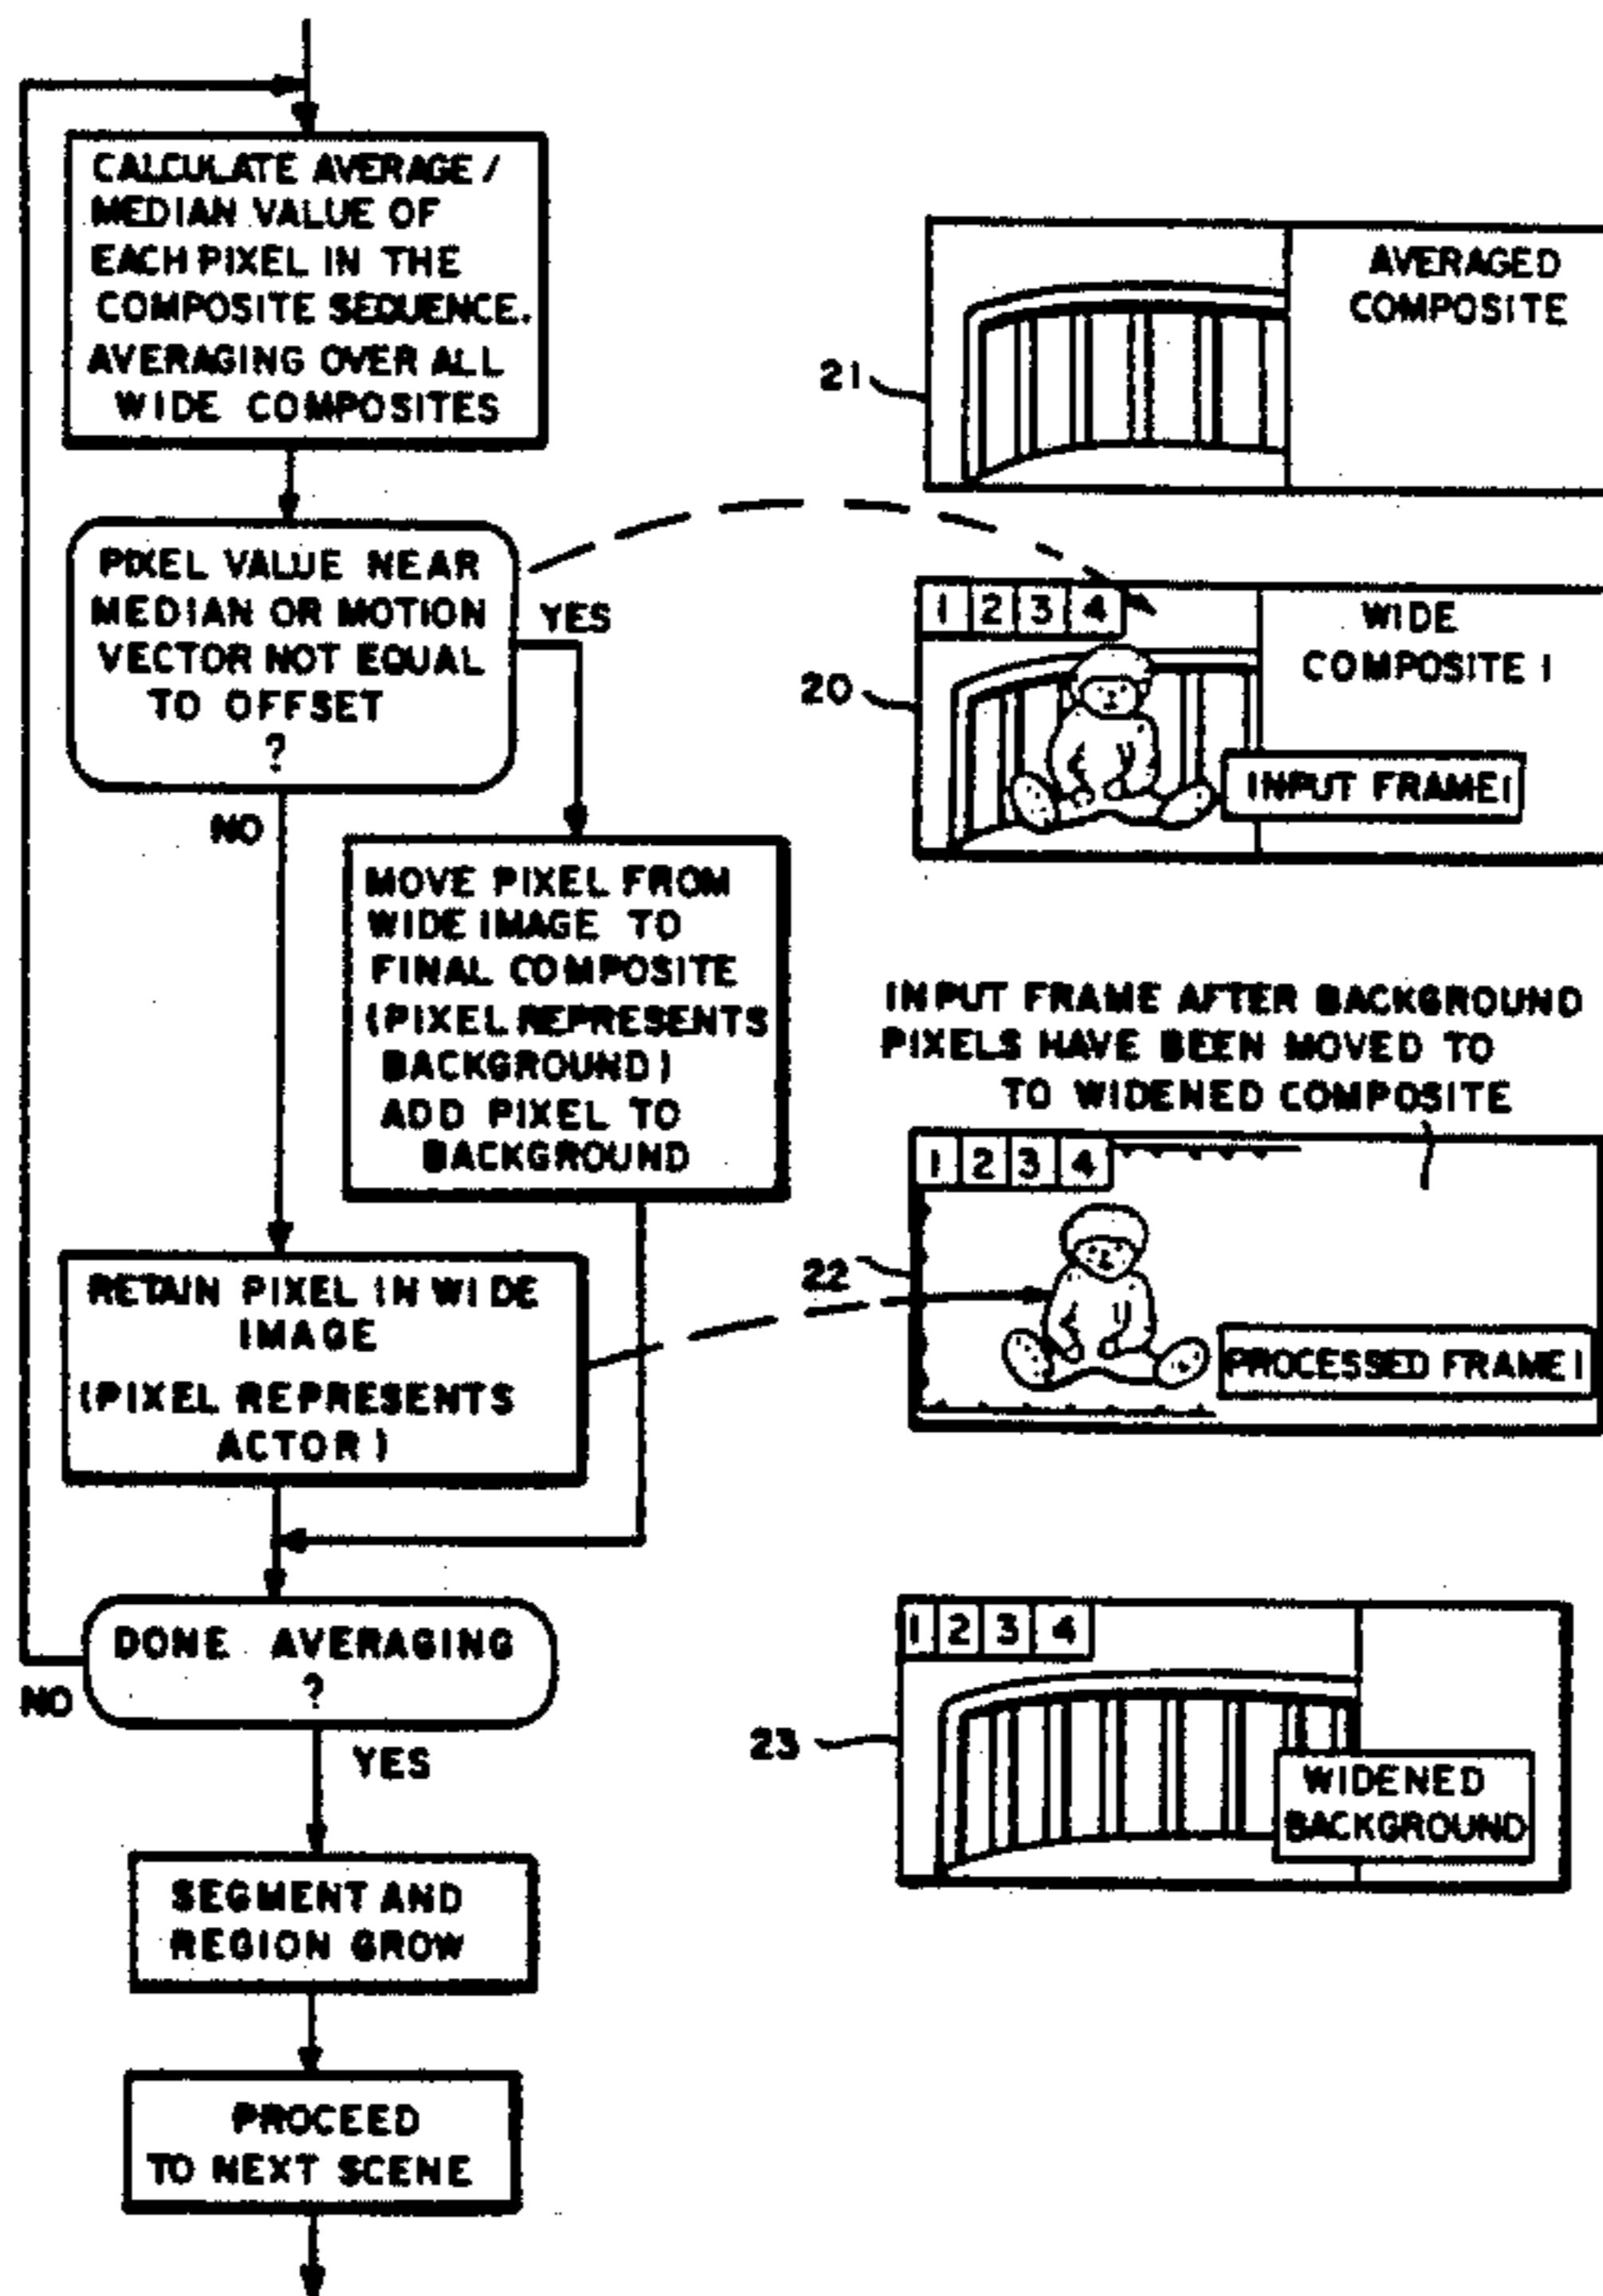 CALCULATE AVERAGE /
MEDIAN VALUE OF
EACH PIXEL IN THE
COMPOSITE SEQUENCE.
AVERAGING OVER ALL
WIDE COMPOSITES
PIXEL VALUE NEAR
MEDIAN OR MOTION
VECTOR NOT EQUAL
TO OFFSET
?
YES
NO
MOVE PIXEL FROM
WIDE IMAGE TO
FINAL COMPOSITE
(PIXEL REPRESENTS
BACKGROUND)
ADD PIXEL TO
BACKGROUND
RETAIN PIXEL IN WIDE
IMAGE
(PIXEL REPRESENTS
ACTOR)
DONE AVERAGING
?
NO
YES
SEGMENT AND
REGION GROW
PROCEED
TO NEXT SCENE
AVERAGED
COMPOSITE
21
1 2 3 4
WIDE
COMPOSITE 1
20
INPUT FRAME 1
INPUT FRAME AFTER BACKGROUND
PIXELS HAVE BEEN MOVED TO
TO WIDENED COMPOSITE
1 2 3 4
22
PROCESSED FRAME 1
1 2 3 4
23
WIDENED
BACKGROUND